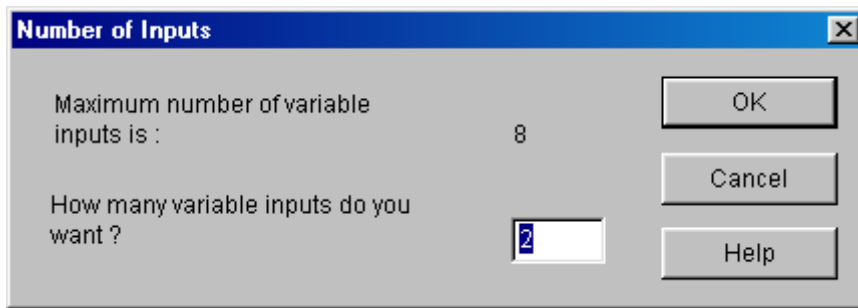 Number of Inputs
Maximum number of variable
inputs is :
8
How many variable inputs do you
want ?
2
OK
Cancel
Help